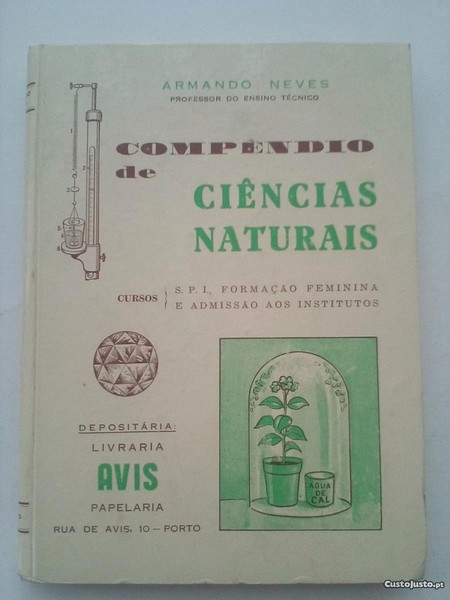 ARMANDO NEVES
PROFESSOR DO ENSINO TÉCNICO
COMPÊNDIO
de
CIÊNCIAS
NATURAIS
CURSOS
S. P. I., FORMAÇÃO FEMININA
E ADMISSÃO AOS INSTITUTOS
DEPOSITÁRIA:
LIVRARIA
AVIS
PAPELARIA
RUA DE AVIS, 10 — PORTO
ÁGUA
DE
CAL
CustoJusto.pt